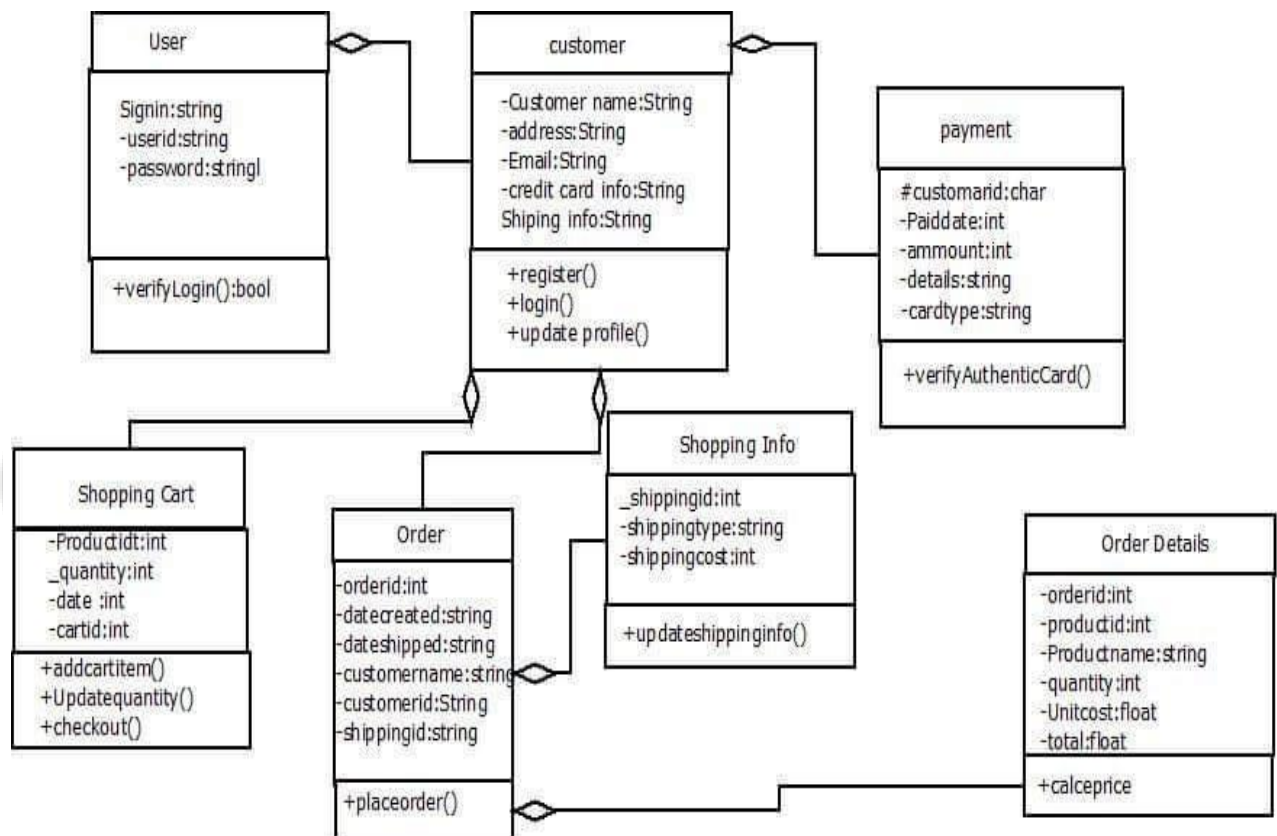 User
Signin:string
-userid:string
-password:stringl
+verifyLogin():bool
customer
-Customer name:String
-address:String
-Email:String
-credit card info:String
Shiping info:String
+register()
+login()
+update profile()
payment
#customarid:char
-Paiddate:int
-ammount:int
-details:string
-cardtype:string
+verifyAuthenticCard()
Shopping Cart
-Productidt:int
_quantity:int
-date :int
-cartid:int
+addcartitem()
+Updatequantity()
+checkout()
Order
-orderid:int
-datecreated:string
-dateshipped:string
-customername:string
-customerid:String
-shippingid:string
+placeorder()
Shopping Info
_shippingid:int
-shippingtype:string
-shippingcost:int
+updateshippinginfo()
Order Details
-orderid:int
-productid:int
-Productname:string
-quantity:int
-Unitcost:float
-total:float
+calceprice